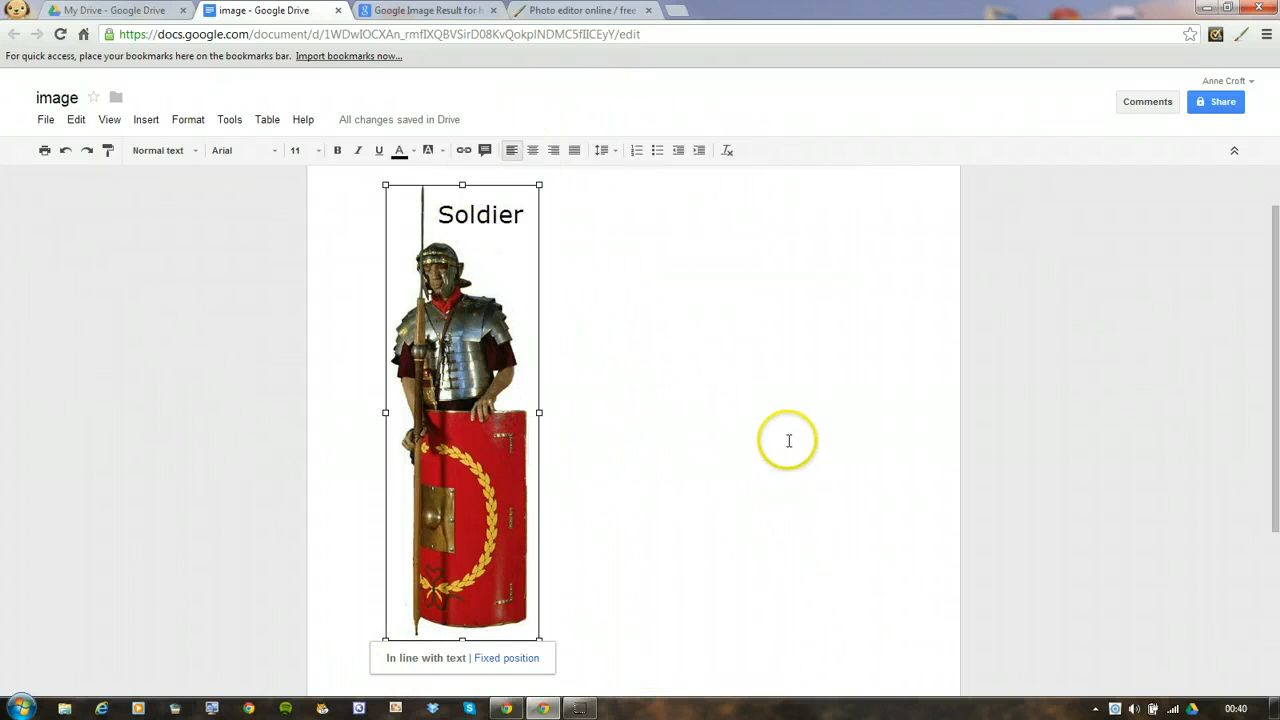 My Drive - Google Drive
image - Google Drive
Google Image Result for h
Photo editor online / free
https://docs.google.com/document/d/1WDwIOCXAn_rmfIXQBVSirD08KvQokpINDMC5fIICEyY/edit
For quick access, place your bookmarks here on the bookmarks bar. Import bookmarks now...
Anne Croft
image
Comments
Share
File Edit View Insert Format Tools Table Help All changes saved in Drive
Normal text Arial 11 B I U A A
Soldier
In line with text | Fixed position
00:40